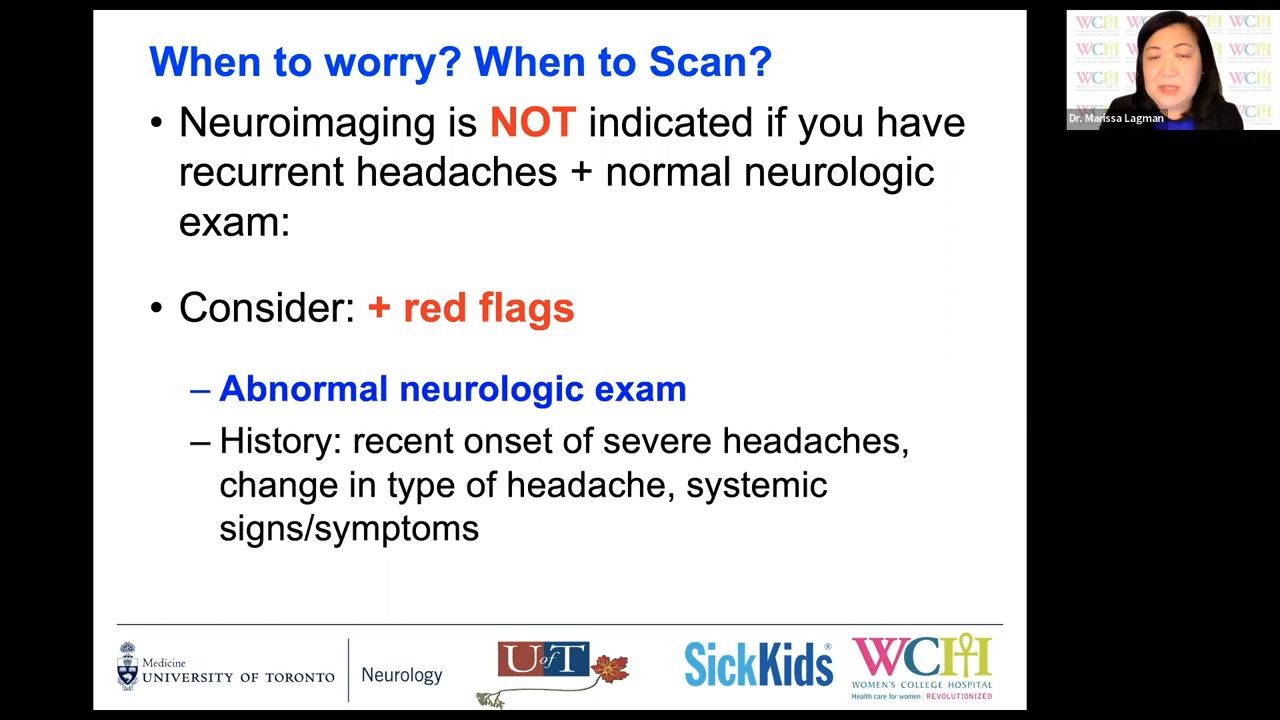 When to worry? When to Scan?
• Neuroimaging is NOT indicated if you have
recurrent headaches + normal neurologic
exam:
• Consider: + red flags
– Abnormal neurologic exam
– History: recent onset of severe headaches,
change in type of headache, systemic
signs/symptoms
Medicine
UNIVERSITY OF TORONTO
Neurology
U of T
SickKids®
WCH
WOMEN'S COLLEGE HOSPITAL
Health care for women REVOLUTIONIZED
WCH
Dr. Marissa Lagman